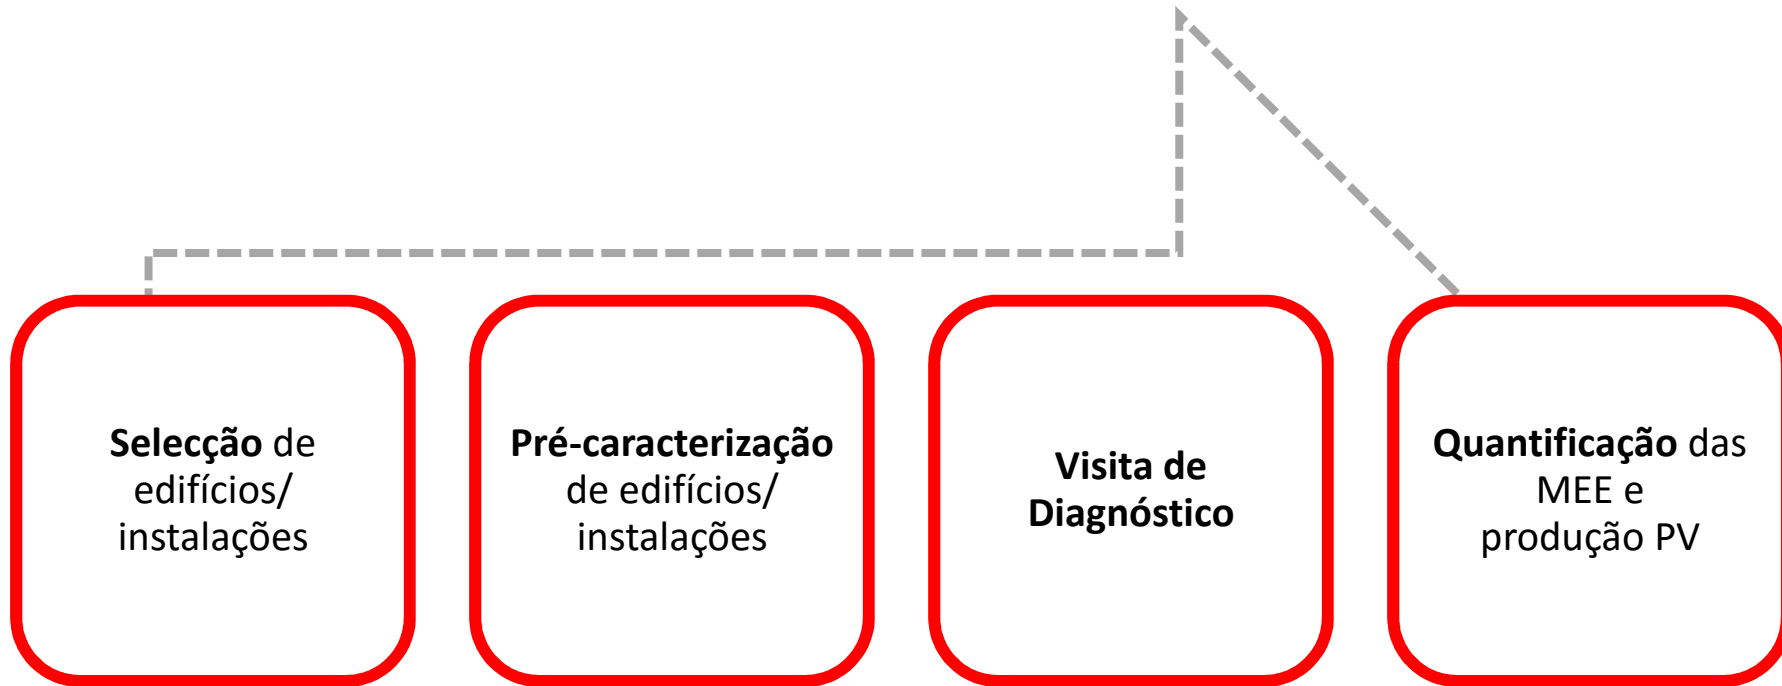 Selecção de
edifícios/
instalações
Pré-caracterização
de edifícios/
instalações
Visita de
Diagnóstico
Quantificação das
MEE e
produção PV